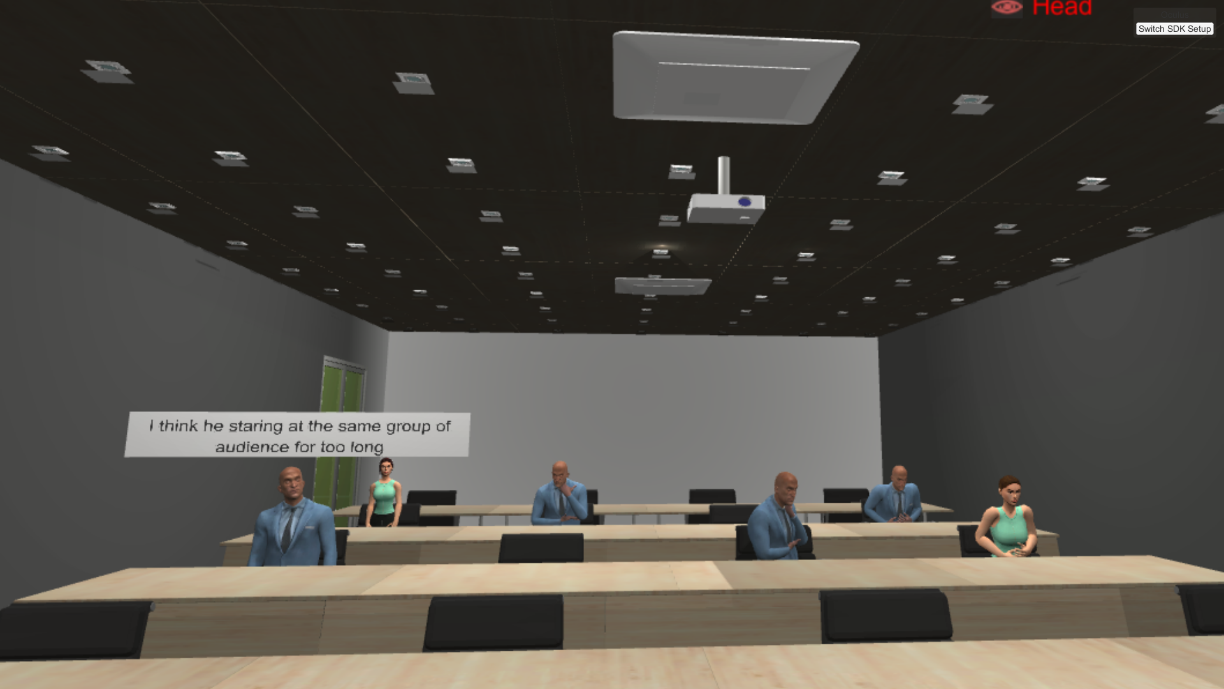 Head
Switch SDK Setup
I think he staring at the same group of
audience for too long